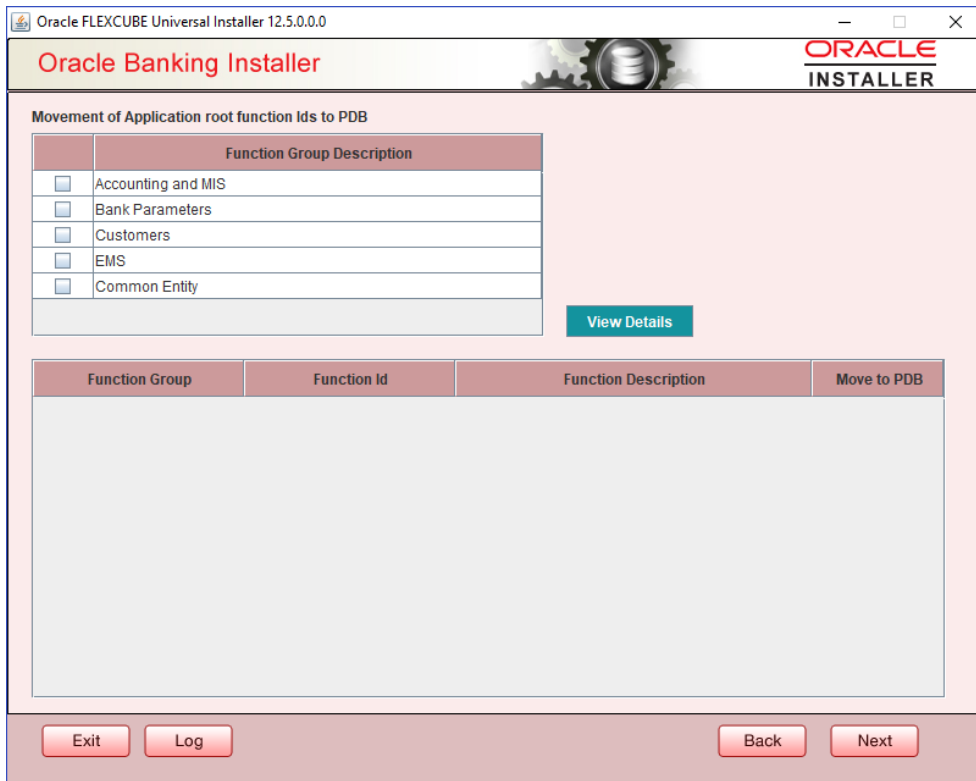 Oracle FLEXCUBE Universal Installer 12.5.0.0.0
Oracle Banking Installer
ORACLE
INSTALLER
Movement of Application root function Ids to PDB
Function Group Description
Accounting and MIS
Bank Parameters
Customers
EMS
Common Entity
View Details
Function Group Function Id Function Description Move to PDB
Exit Log Back Next